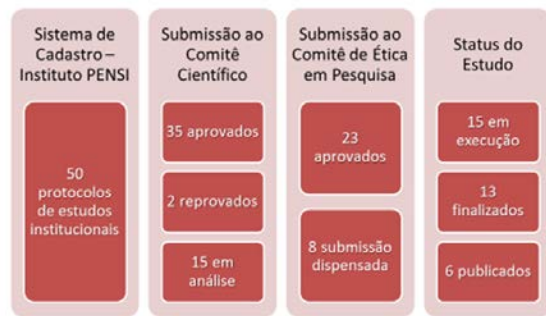 Sistema de
Cadastro –
Instituto PENSI
50
protocolos
de estudos
institucionais
Submissão ao
Comitê
Científico
35 aprovados
2 reprovados
15 em
análise
Submissão ao
Comitê de Ética
em Pesquisa
23
aprovados
8 submissão
dispensada
Status do
Estudo
15 em
execução
13
finalizados
6 publicados